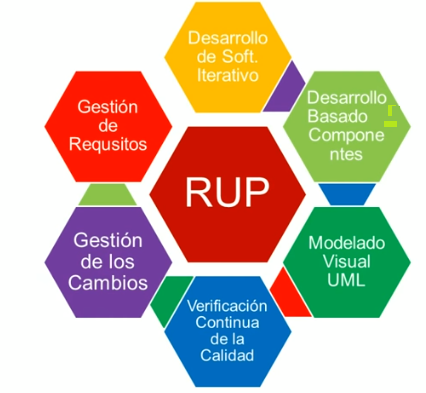 Desarrollo
de Soft.
Iterativo
Desarrollo
Basado
Compone
ntes
Modelado
Visual
UML
Verificación
Continua
de la
Calidad
Gestión
de los
Cambios
Gestión
de
Requsitos
RUP